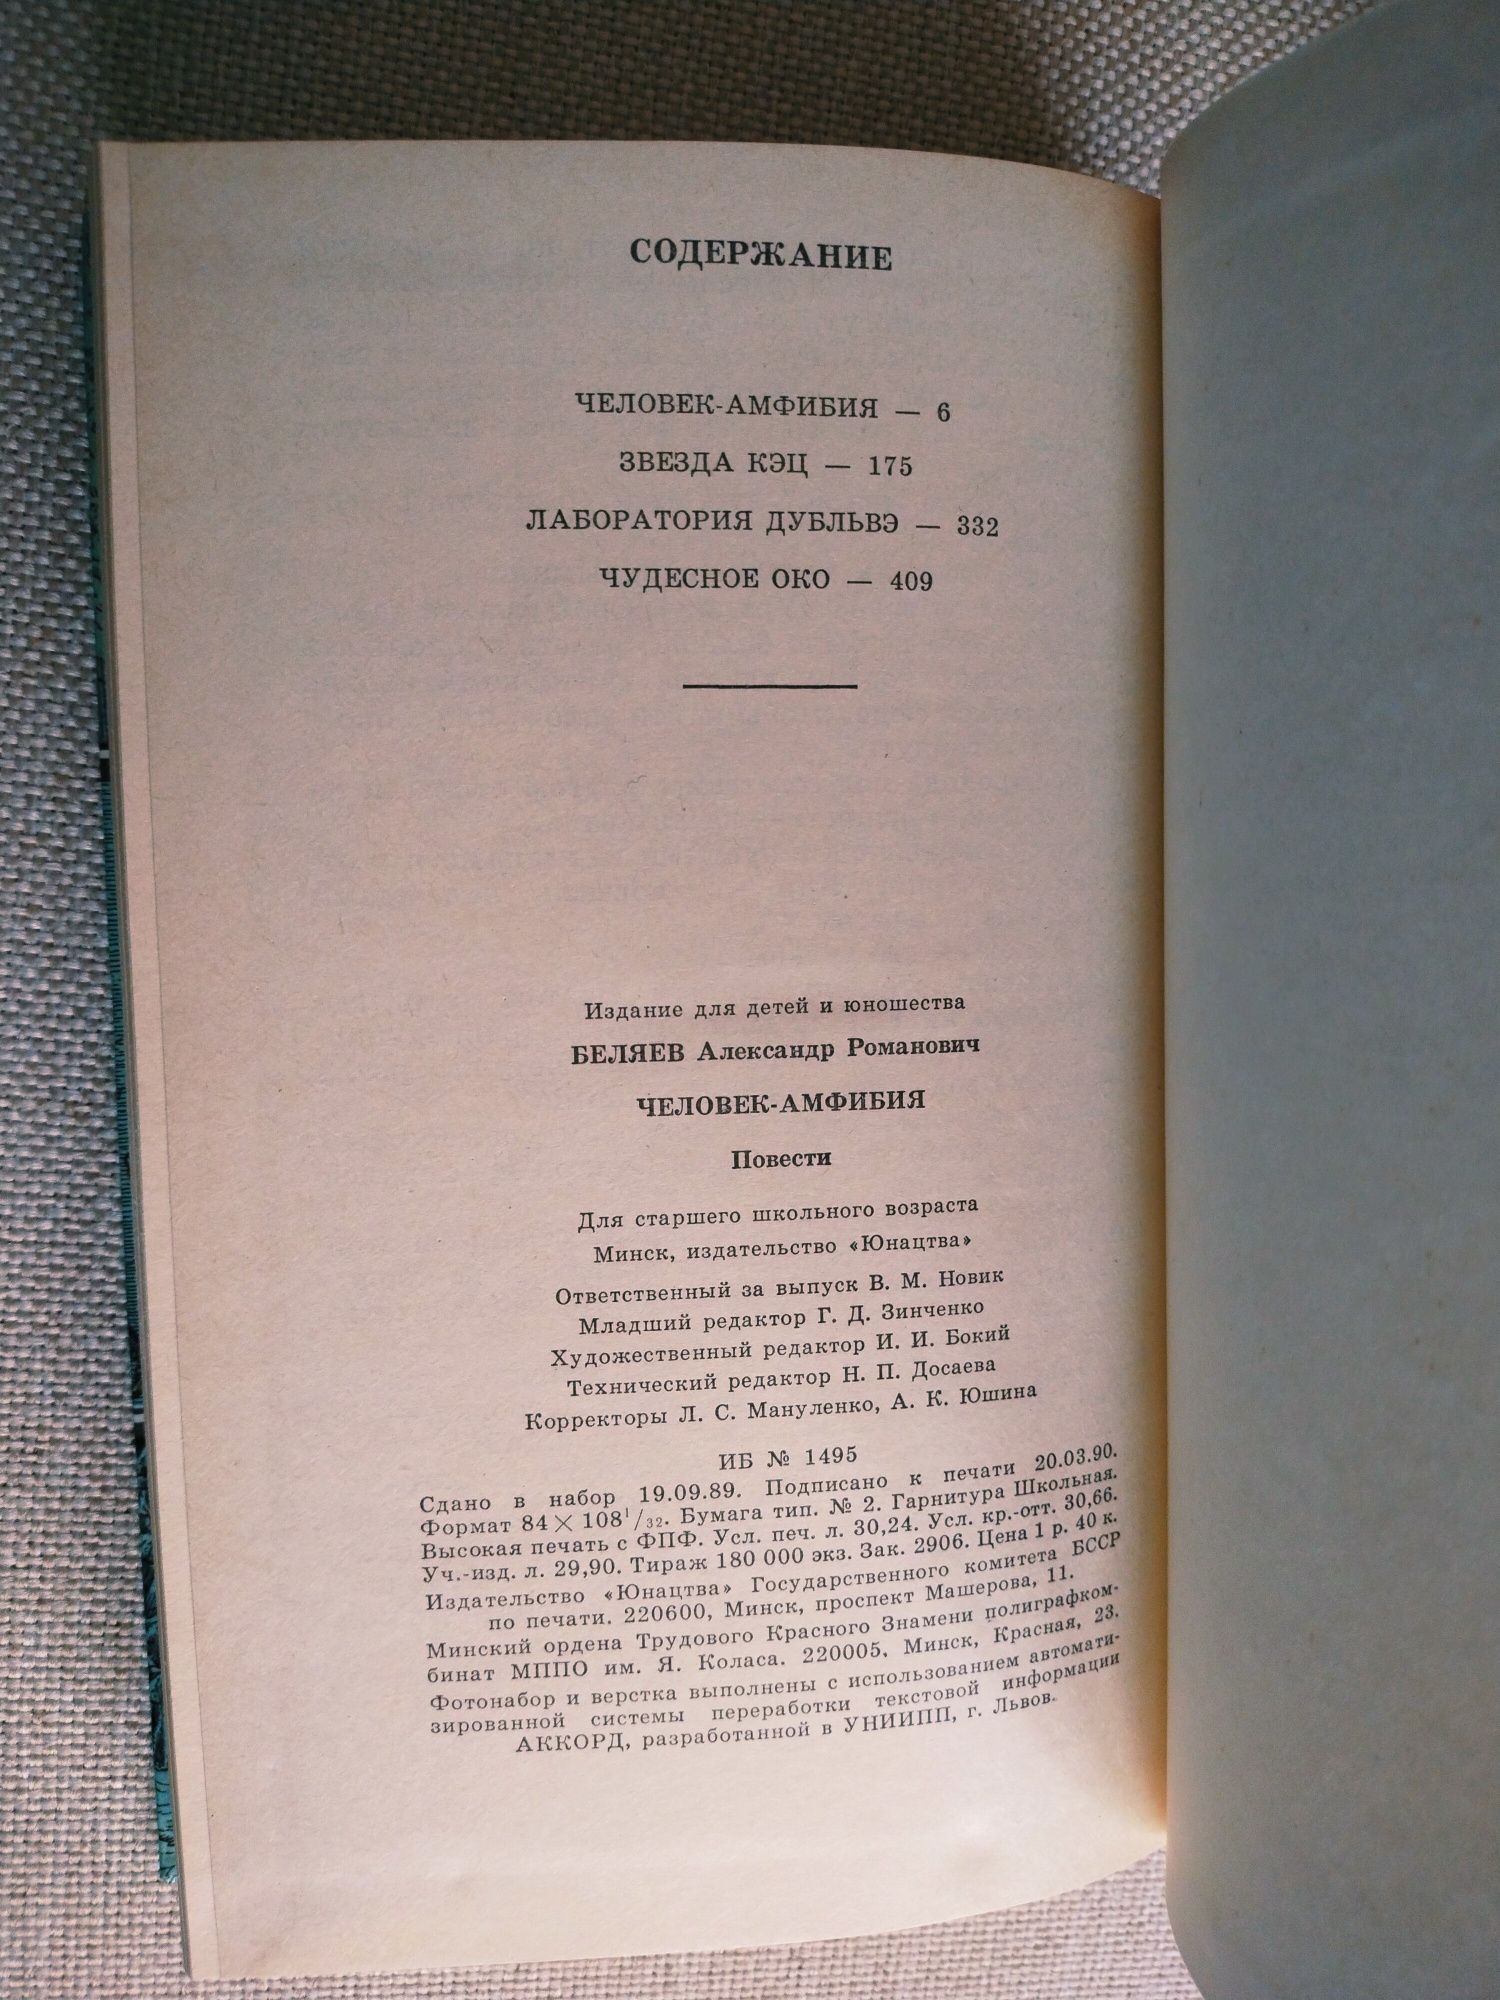 СОДЕРЖАНИЕ
ЧЕЛОВЕК-АМФИБИЯ — 6
ЗВЕЗДА КЭЦ — 175
ЛАБОРАТОРИЯ ДУБЛЬВЭ — 332
ЧУДЕСНОЕ ОКО — 409
Издание для детей и юношества
БЕЛЯЕВ Александр Романович
ЧЕЛОВЕК-АМФИБИЯ
Повести
Для старшего школьного возраста
Минск, издательство «Юнацтва»
Ответственный за выпуск В. М. Новик
Младший редактор Г. Д. Зинченко
Художественный редактор И. И. Бокий
Технический редактор Н. П. Досаева
Корректоры Л. С. Мануленко, А. К. Юшина
ИБ № 1495
Сдано в набор 19.09.89. Подписано к печати 20.03.90.
Формат 84×108¹/₃₂. Бумага тип. № 2. Гарнитура Школьная.
Высокая печать с ФПФ. Усл. печ. л. 30,24. Усл. кр.-отт. 30,66.
Уч.-изд. л. 29,90. Тираж 180 000 экз. Зак. 2906. Цена 1 р. 40 к.
Издательство «Юнацтва» Государственного комитета БССР
по печати. 220600, Минск, проспект Машерова, 11.
Минский ордена Трудового Красного Знамени полиграфком-
бинат МППО им. Я. Коласа. 220005, Минск, Красная, 23.
Фотонабор и верстка выполнены с использованием автомати-
зированной системы переработки текстовой информации
АККОРД, разработанной в УНИИПП, г. Львов.